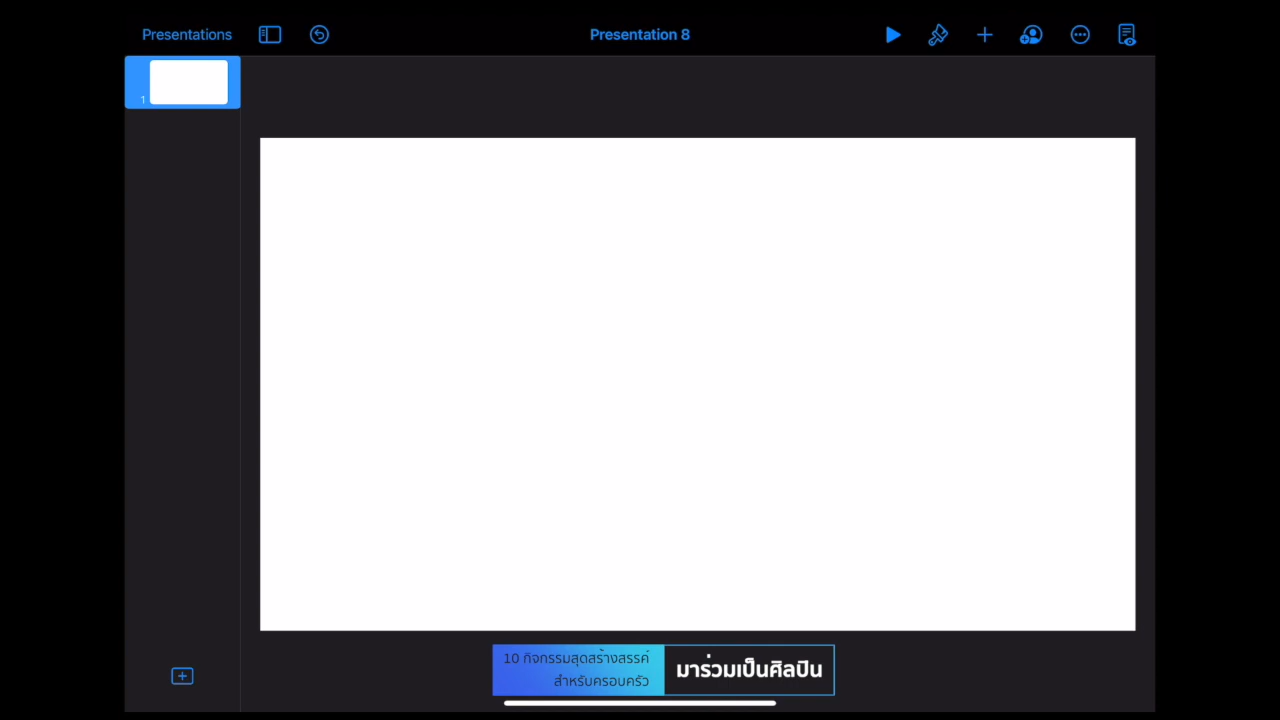 Presentations
Presentation 8
1
10 กิจกรรมสุดสร้างสรรค์
สำหรับครอบครัว
มาร่วมเป็นศิลปิน